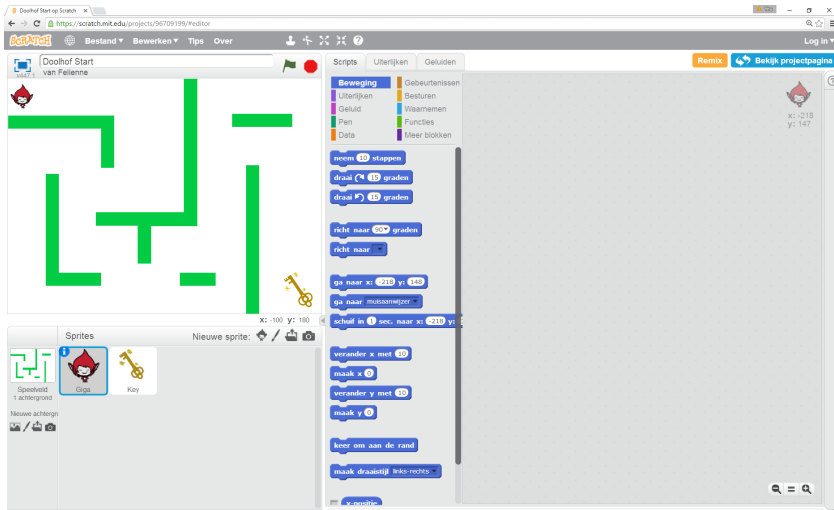 Doolhof Start op Scratch
https://scratch.mit.edu/projects/96709199/#editor
SCRATCH Bestand Bewerken Tips Over Log in
Doolhof Start
van Felienne
v447.1
Scripts Uiterlijken Geluiden
Remix Bekijk projectpagina
Beweging Gebeurtenissen
Uiterlijken Besturen
Geluid Waarnemen
Pen Functies
Data Meer blokken
x: -218
y: 147
neem 10 stappen
draai 15 graden
draai 15 graden
richt naar 90 graden
richt naar
ga naar x: -218 y: 148
ga naar muisaanwijzer
schuif in 1 sec. naar x: -218 y:
verander x met 10
maak x 0
verander y met 10
maak y 0
keer om aan de rand
maak draaistijl links-rechts
x-positie
x: -100 y: 180
Sprites Nieuwe sprite:
Speelveld
1 achtergrond
Nieuwe achtergn
Giga
Key